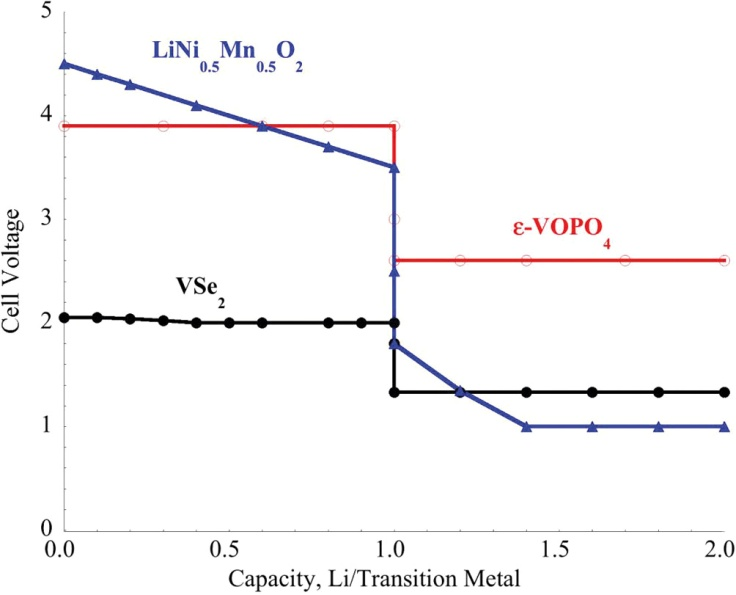 5
4
3
2
1
0
Cell Voltage
LiNi0.5Mn0.5O2
ε-VOPO4
VSe2
0.0 0.5 1.0 1.5 2.0
Capacity, Li/Transition Metal